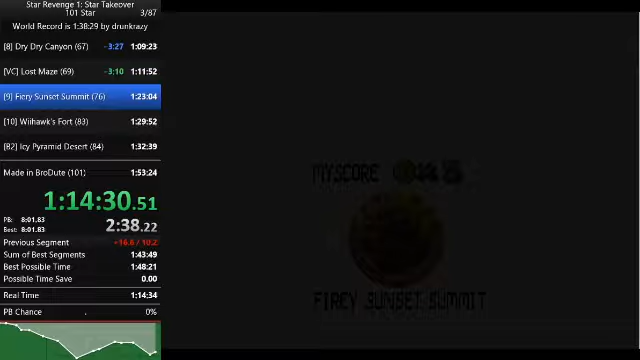 Star Revenge 1: Star Takeover
101 Star 3/87
World Record is 1:38:29 by drunkrazy
[8] Dry Dry Canyon (67) -3:27 1:09:23
[VC] Lost Maze (69) -3:10 1:11:52
[9] Fiery Sunset Summit (76) 1:23:04
[10] Wiihawk's Fort (83) 1:29:52
[B2] Icy Pyramid Desert (84) 1:32:39
Made in BroDute (101) 1:53:24
1:14:30.51
PB: 8:01.83
Best: 8:01.83
2:38.22
Previous Segment +16.6 / 10.2
Sum of Best Segments 1:43:49
Best Possible Time 1:48:21
Possible Time Save 0.00
Real Time 1:14:34
PB Chance 0%
MYSCORE
FIREY SUNSET SUMMIT